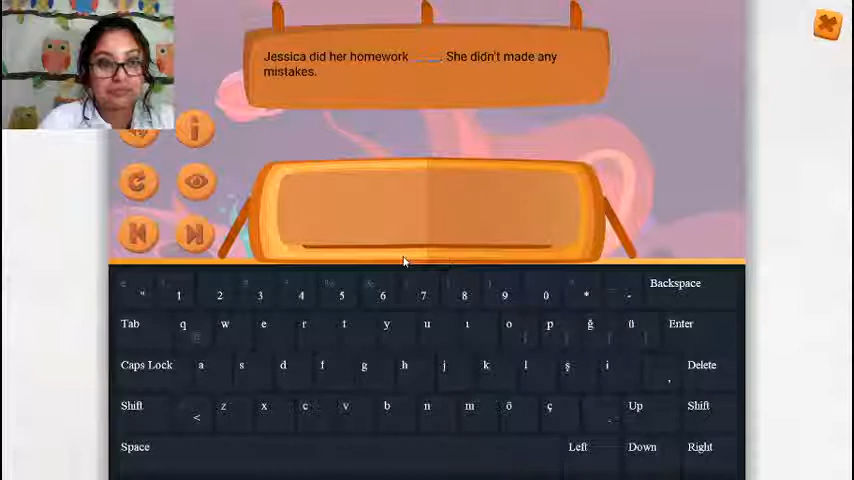 Jessica did her homework ____. She didn't made any
mistakes.
" 1 2 3 4 5 6 7 8 9 0 * - Backspace
Tab q w e r t y u ı o p ğ ü Enter
Caps Lock a s d f g h j k l ş i , Delete
Shift < z x c v b n m ö ç . Up Shift
Space Left Down Right